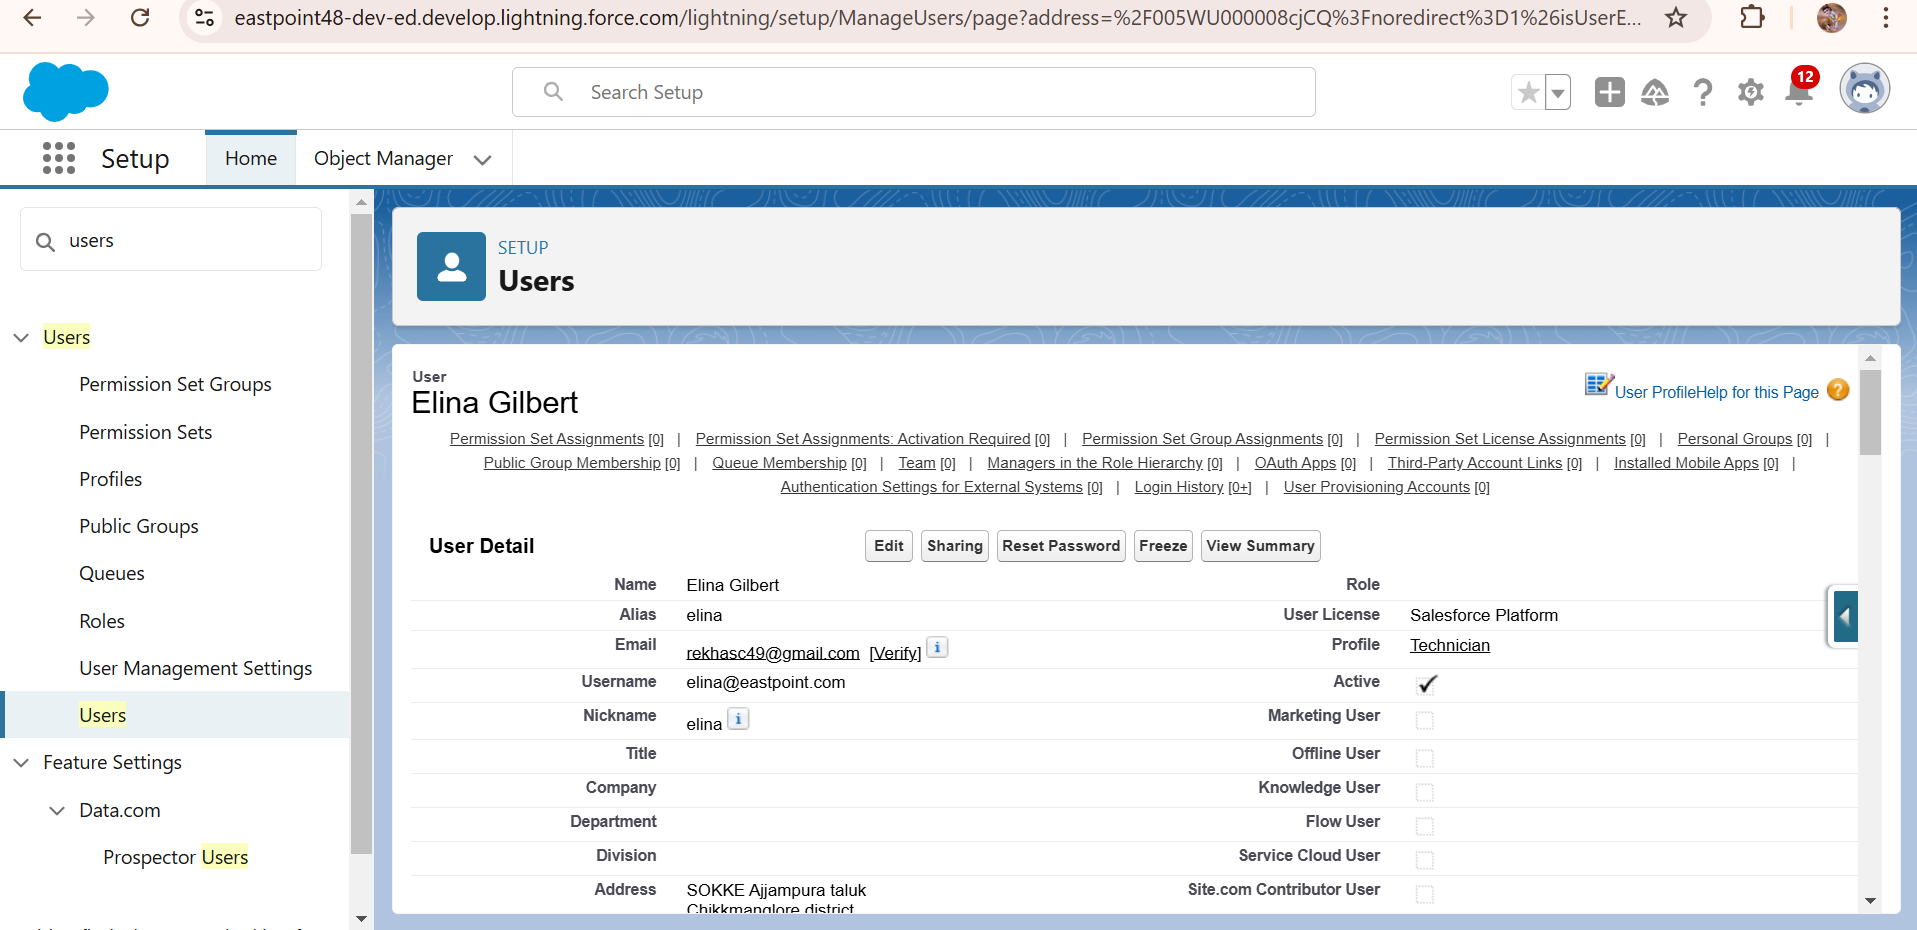 eastpoint48-dev-ed.develop.lightning.force.com/lightning/setup/ManageUsers/page?address=%2F005WU000008cjCQ%3Fnoredirect%3D1%26isUserE...
Search Setup
12
Setup
Home
Object Manager
users
Users
Permission Set Groups
Permission Sets
Profiles
Public Groups
Queues
Roles
User Management Settings
Users
Feature Settings
Data.com
Prospector Users
SETUP
Users
User
Elina Gilbert
User Profile Help for this Page ?
Permission Set Assignments [0] | Permission Set Assignments: Activation Required [0] | Permission Set Group Assignments [0] | Permission Set License Assignments [0] | Personal Groups [0] |
Public Group Membership [0] | Queue Membership [0] | Team [0] | Managers in the Role Hierarchy [0] | OAuth Apps [0] | Third-Party Account Links [0] | Installed Mobile Apps [0] |
Authentication Settings for External Systems [0] | Login History [0+] | User Provisioning Accounts [0]
User Detail
Edit Sharing Reset Password Freeze View Summary
Name Elina Gilbert Role
Alias elina User License Salesforce Platform
Email rekhasc49@gmail.com [Verify] i Profile Technician
Username elina@eastpoint.com Active
Nickname elina i Marketing User
Title Offline User
Company Knowledge User
Department Flow User
Division Service Cloud User
Address SOKKE Ajjampura taluk Site.com Contributor User
Chikkmanglore district